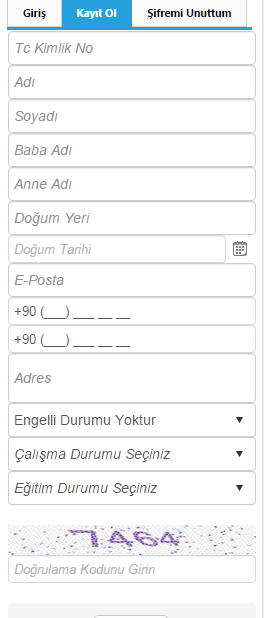 Giriş Kayıt Ol Şifremi Unuttum
Tc Kimlik No
Adı
Soyadı
Baba Adı
Anne Adı
Doğum Yeri
Doğum Tarihi
E-Posta
+90 (___) ___ __ __
+90 (___) ___ __ __
Adres
Engelli Durumu Yoktur
Çalışma Durumu Seçiniz
Eğitim Durumu Seçiniz
7464
Doğrulama Kodunu Girin